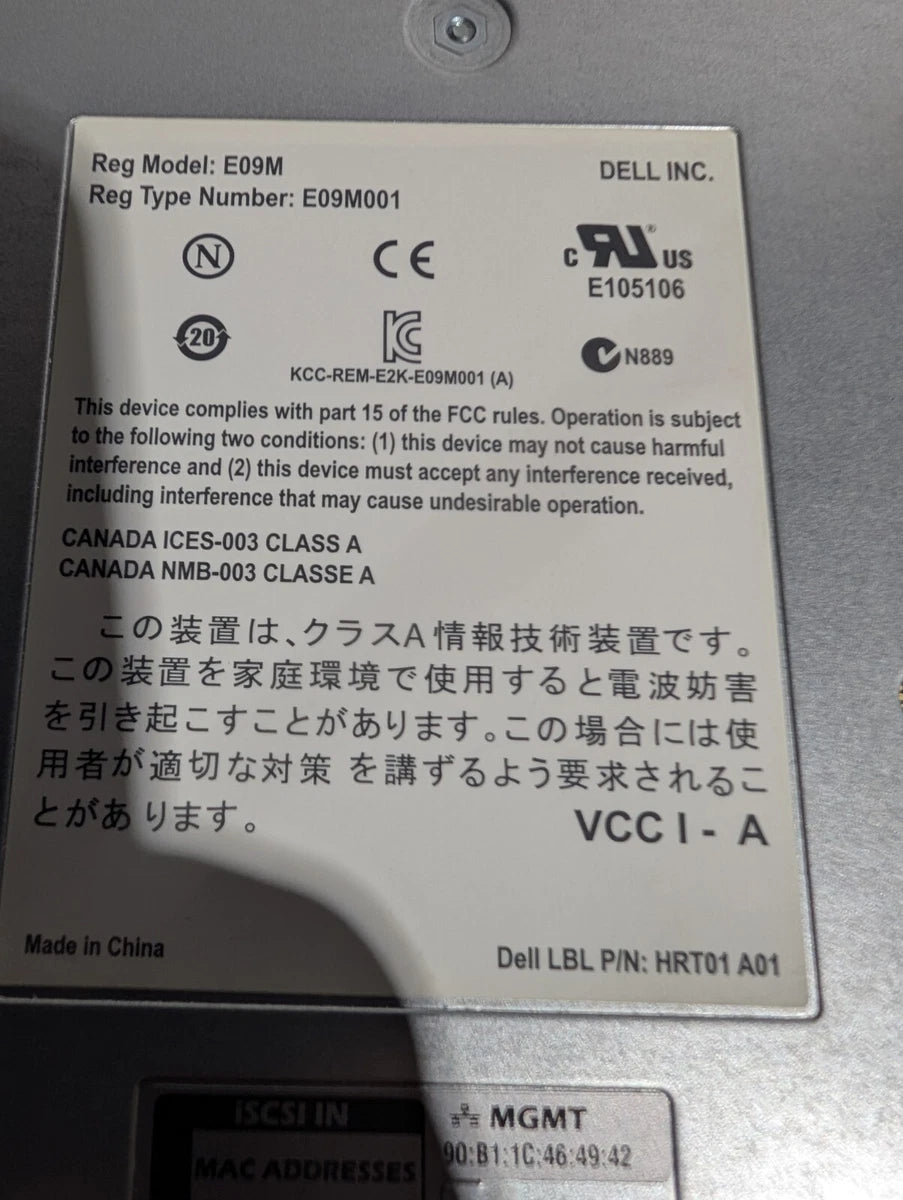 Reg Model: E09M
DELL INC.
Reg Type Number: E09M001
N
CE
c RU ® US
E105106
20
KC
N889
KCC-REM-E2K-E09M001 (A)
This device complies with part 15 of the FCC rules. Operation is subject
to the following two conditions: (1) this device may not cause harmful
interference and (2) this device must accept any interference received,
including interference that may cause undesirable operation.
CANADA ICES-003 CLASS A
CANADA NMB-003 CLASSE A
この装置は、クラスA情報技術装置です。
この装置を家庭環境で使用すると電波妨害
を引き起こすことがあります。この場合には使
用者が適切な対策 を講ずるよう要求されるこ
とがあ ります。
VCC I - A
Made in China
Dell LBL P/N: HRT01 A01
iSCSI IN
MGMT
90:B1:1C:46:49:42
MAC ADDRESSES